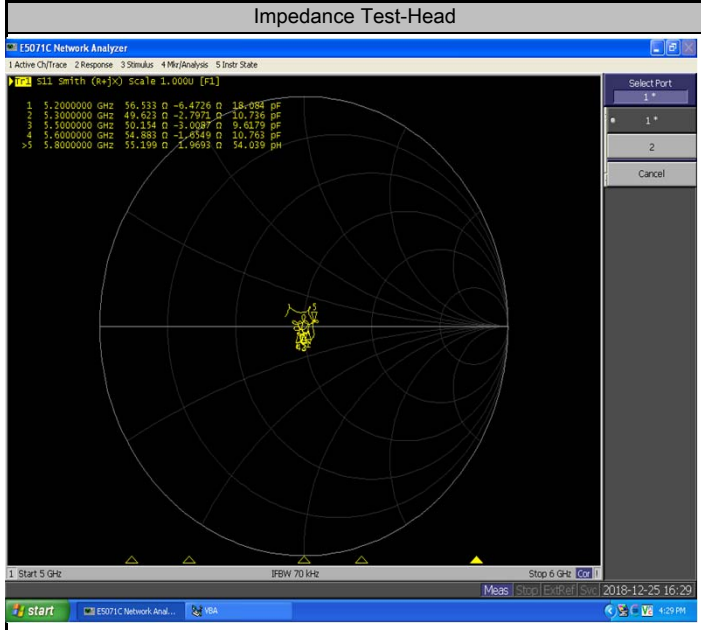 Impedance Test-Head
E5071C Network Analyzer
1 Active Ch/Trace 2 Response 3 Stimulus 4 Mkr/Analysis 5 Instr State
Tr1 S11 Smith (R+jX) Scale 1.000U [F1]
1 5.2000000 GHz 56.533 Ω -6.4726 Ω 18.084 pF
2 5.3000000 GHz 49.623 Ω -2.7971 Ω 10.736 pF
3 5.5000000 GHz 50.154 Ω -3.0087 Ω 9.6179 pF
4 5.6000000 GHz 54.883 Ω -1.6549 Ω 10.763 pF
>5 5.8000000 GHz 55.199 Ω 1.9693 Ω 54.039 pH
Select Port
1 *
1 *
2
Cancel
1 Start 5 GHz IFBW 70 kHz Stop 6 GHz Cor !
Meas Stop ExtRef Svc 2018-12-25 16:29
start E5071C Network Anal... VBA 4:29 PM